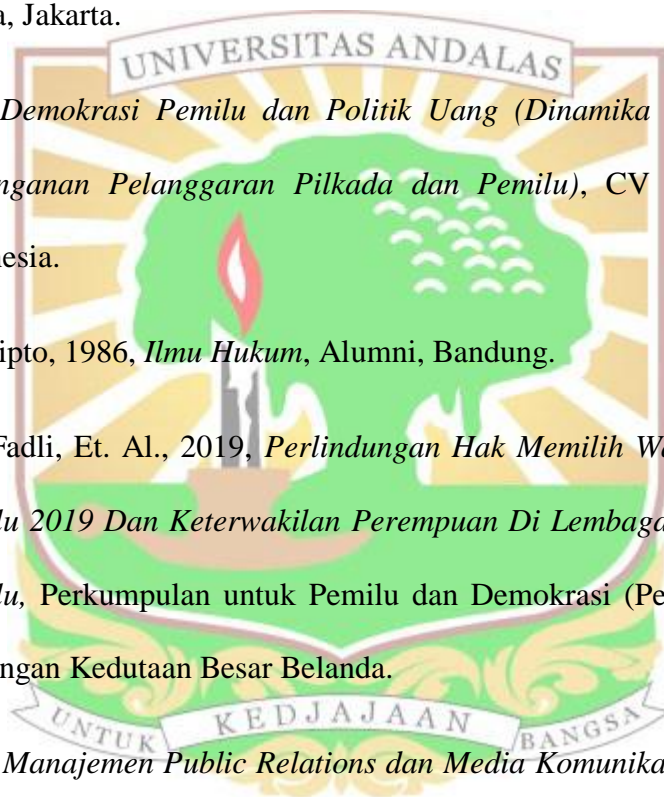 a, Jakarta.
UNIVERSITAS ANDALAS
Demokrasi Pemilu dan Politik Uang (Dinamika
nganan Pelanggaran Pilkada dan Pemilu), CV
nesia.
ipto, 1986, Ilmu Hukum, Alumni, Bandung.
Fadli, Et. Al., 2019, Perlindungan Hak Memilih Wa
lu 2019 Dan Keterwakilan Perempuan Di Lembaga
lu, Perkumpulan untuk Pemilu dan Demokrasi (Pe
ngan Kedutaan Besar Belanda.
UNTUK KEDJAJAAN BANGSA
Manajemen Public Relations dan Media Komunika